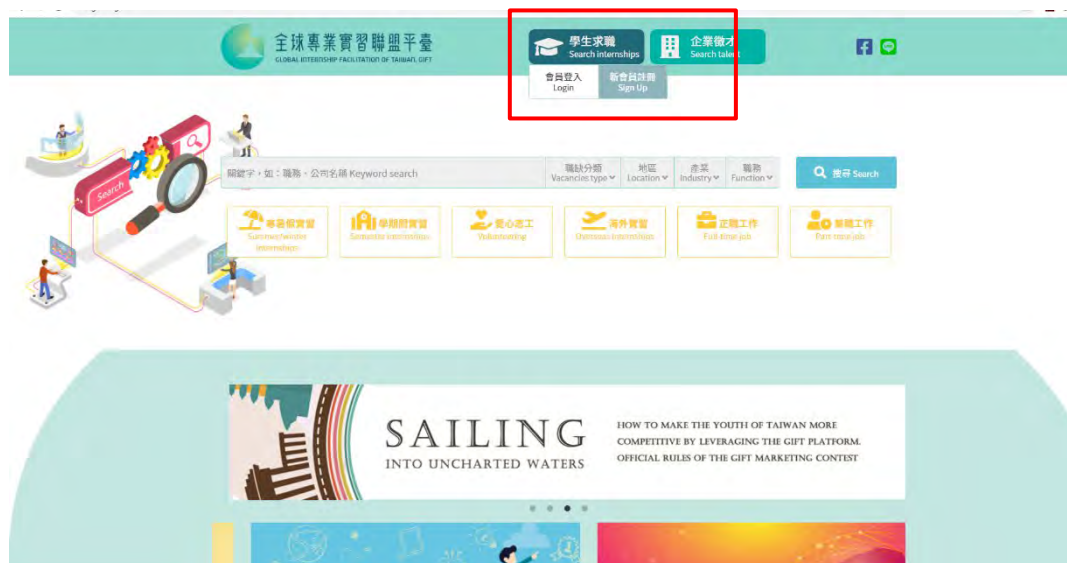 全球專業實習聯盟平臺
GLOBAL INTERNSHIP FACILITATION OF TAIWAN, GIFT
學生求職
Search internships
企業徵才
Search talent
會員登入
Login
新會員註冊
Sign Up
Search
關鍵字，如：職務、公司名稱 Keyword search
職缺分類
Vacancies type
地區
Location
產業
Industry
職務
Function
搜尋 Search
寒暑假實習
Summer/winter
internships
學期間實習
Semester internships
愛心志工
Volunteering
海外實習
Overseas internships
正職工作
Full-time job
兼職工作
Part-time job
SAILING
INTO UNCHARTED WATERS
HOW TO MAKE THE YOUTH OF TAIWAN MORE
COMPETITIVE BY LEVERAGING THE GIFT PLATFORM.
OFFICIAL RULES OF THE GIFT MARKETING CONTEST